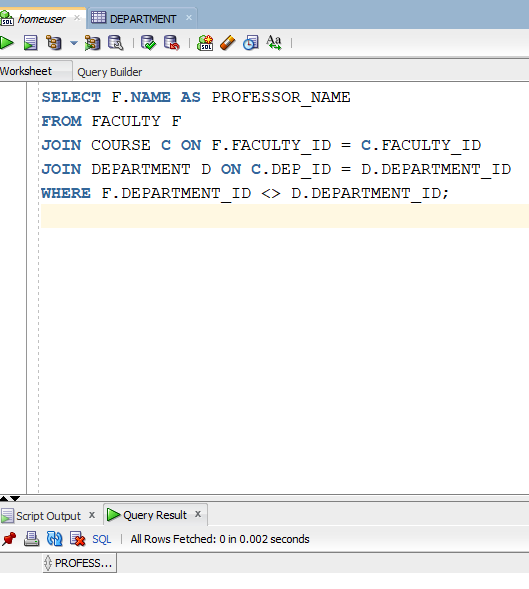 homeuser
DEPARTMENT
SQL
Aa
Worksheet
Query Builder
SELECT F.NAME AS PROFESSOR_NAME
FROM FACULTY F
JOIN COURSE C ON F.FACULTY_ID = C.FACULTY_ID
JOIN DEPARTMENT D ON C.DEP_ID = D.DEPARTMENT_ID
WHERE F.DEPARTMENT_ID <> D.DEPARTMENT_ID;
Script Output x
Query Result x
SQL | All Rows Fetched: 0 in 0.002 seconds
PROFESS...